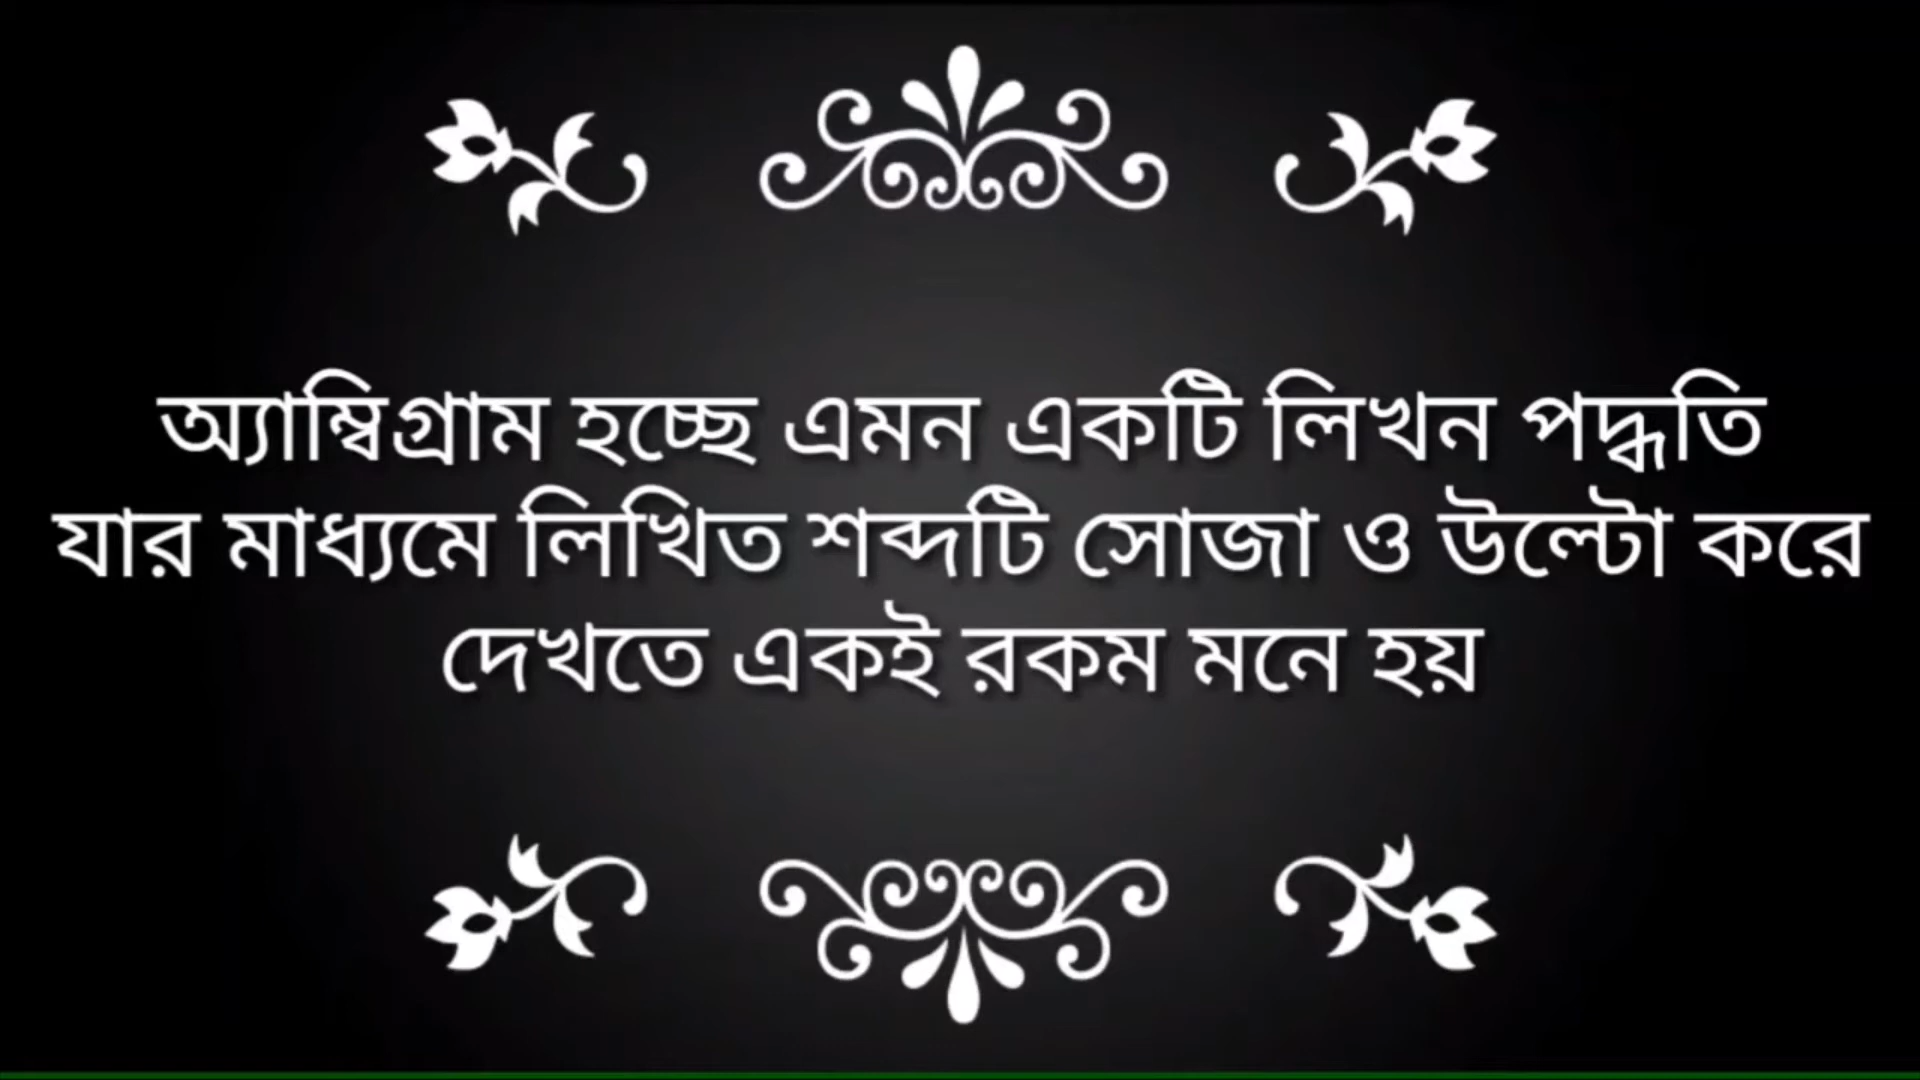 অ্যাম্বিগ্রাম হচ্ছে এমন একটি লিখন পদ্ধতি
যার মাধ্যমে লিখিত শব্দটি সোজা ও উল্টো করে
দেখতে একই রকম মনে হয়